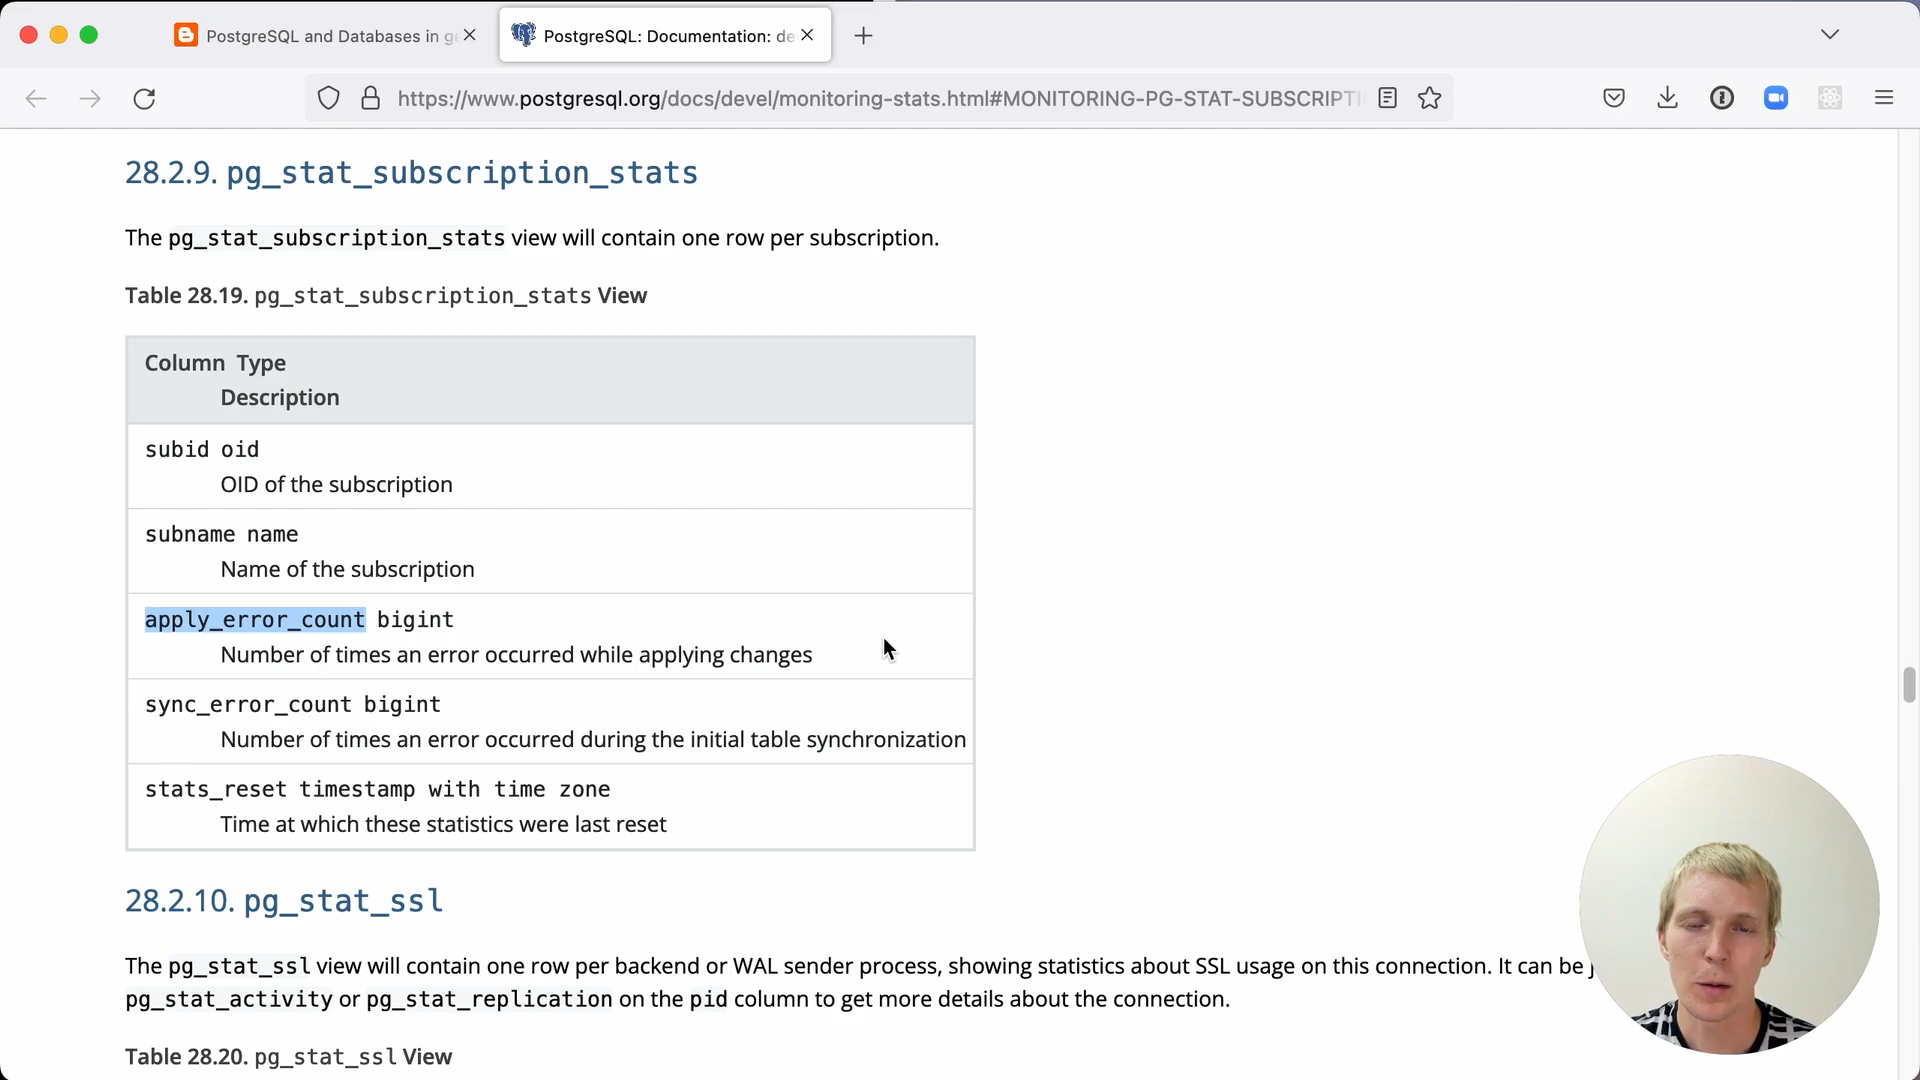 PostgreSQL and Databases in ge
PostgreSQL: Documentation: de
https://www.postgresql.org/docs/devel/monitoring-stats.html#MONITORING-PG-STAT-SUBSCRIPTI
28.2.9. pg_stat_subscription_stats
The pg_stat_subscription_stats view will contain one row per subscription.
Table 28.19. pg_stat_subscription_stats View
Column Type
Description
subid oid
OID of the subscription
subname name
Name of the subscription
apply_error_count bigint
Number of times an error occurred while applying changes
sync_error_count bigint
Number of times an error occurred during the initial table synchronization
stats_reset timestamp with time zone
Time at which these statistics were last reset
28.2.10. pg_stat_ssl
The pg_stat_ssl view will contain one row per backend or WAL sender process, showing statistics about SSL usage on this connection. It can be
pg_stat_activity or pg_stat_replication on the pid column to get more details about the connection.
Table 28.20. pg_stat_ssl View